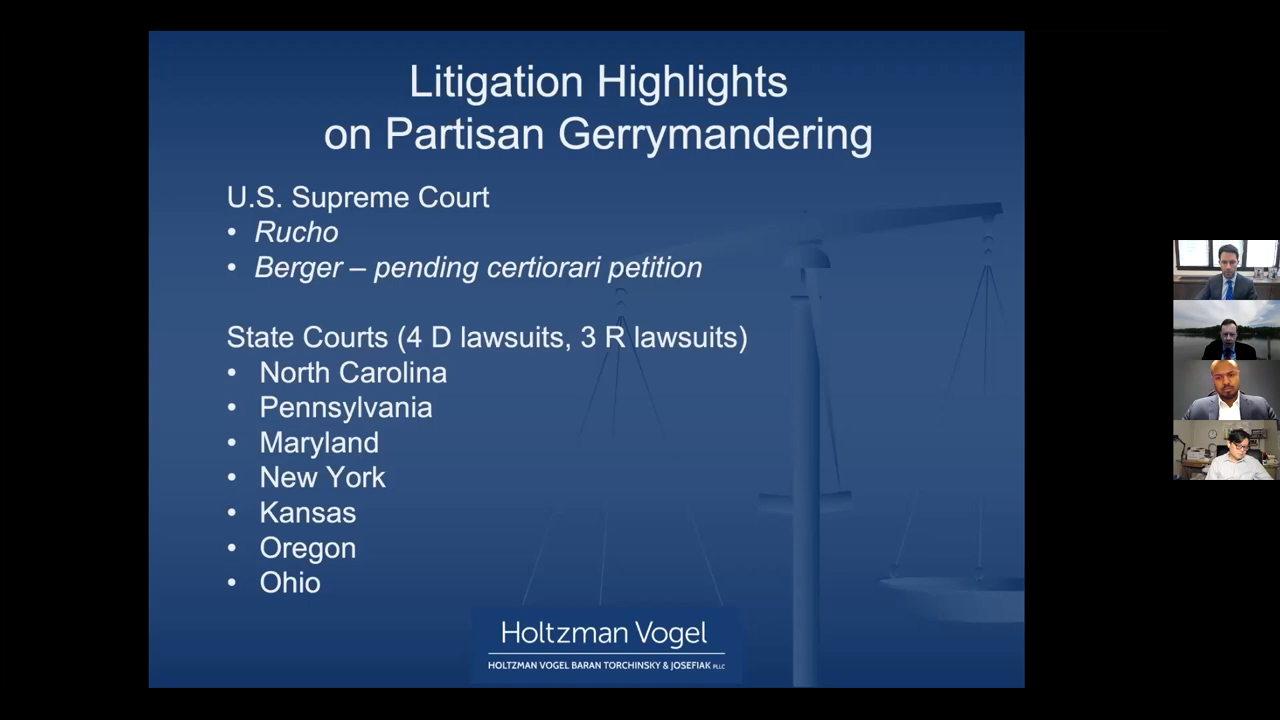 Litigation Highlights
on Partisan Gerrymandering
U.S. Supreme Court
• Rucho
• Berger – pending certiorari petition
State Courts (4 D lawsuits, 3 R lawsuits)
• North Carolina
• Pennsylvania
• Maryland
• New York
• Kansas
• Oregon
• Ohio
Holtzman Vogel
HOLTZMAN VOGEL BARAN TORCHINSKY & JOSEFIAK PLLC